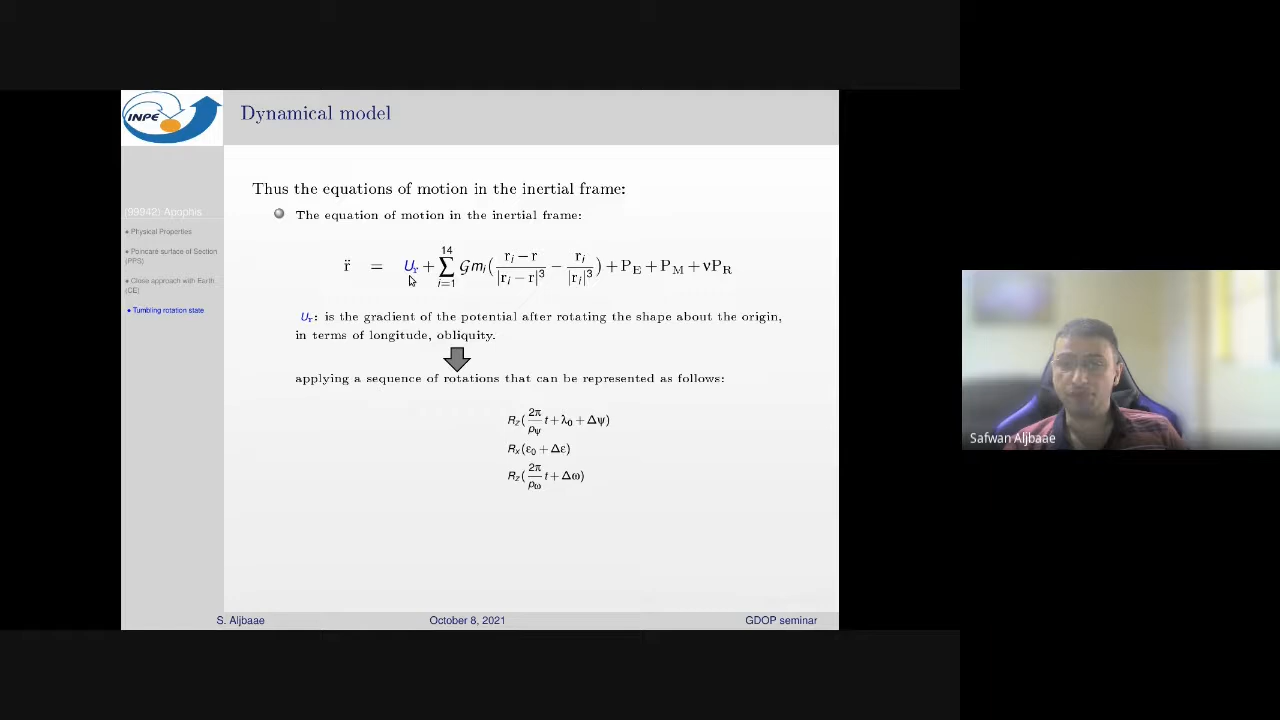 INPE
Dynamical model
(99942) Apophis
• Physical Properties
• Poincaré surface of Section
(PPS)
• Close approach with Earth
(CE)
• Tumbling rotation state
Thus the equations of motion in the inertial frame:
The equation of motion in the inertial frame:
r̈ = U_r + ∑_{i=1}^{14} 𝒢m_i( (r_i − r)/|r_i − r|³ − r_i/|r_i|³ ) + P_E + P_M + νP_R
U_r: is the gradient of the potential after rotating the shape about the origin,
in terms of longitude, obliquity.
applying a sequence of rotations that can be represented as follows:
R_z(2π/ρ_ψ t + λ₀ + Δψ)
R_x(ε₀ + Δε)
R_z(2π/ρ_ω t + Δω)
S. Aljbaae October 8, 2021 GDOP seminar
Safwan Aljbaae